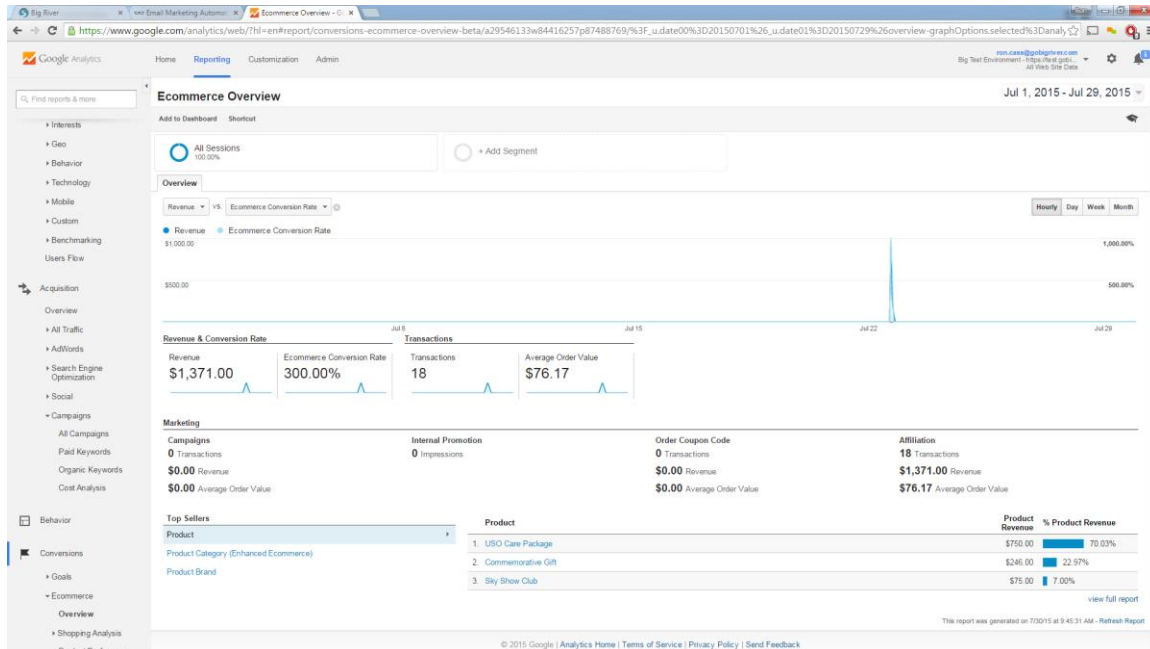 Big River
Email Marketing Automat
Ecommerce Overview - G
https://www.google.com/analytics/web/?hl=en#report/conversions-ecommerce-overview-beta/a29546133w84416257p87488769/%3F_u.date00%3D20150701%26_u.date01%3D20150729%26overview-graphOptions.selected%3Danaly
Google Analytics
Home Reporting Customization Admin
ron.cass@gobigriver.com
Big Test Environment - https://test.gobi...
All Web Site Data
1
Find reports & more
Interests
Geo
Behavior
Technology
Mobile
Custom
Benchmarking
Users Flow
Acquisition
Overview
All Traffic
AdWords
Search Engine
Optimization
Social
Campaigns
All Campaigns
Paid Keywords
Organic Keywords
Cost Analysis
Behavior
Conversions
Goals
Ecommerce
Overview
Shopping Analysis
Ecommerce Overview
Jul 1, 2015 - Jul 29, 2015
Add to Dashboard Shortcut
All Sessions
100.00%
+ Add Segment
Overview
Revenue VS. Ecommerce Conversion Rate
Hourly Day Week Month
Revenue Ecommerce Conversion Rate
$1,000.00 1,000.00%
$500.00 500.00%
Jul 8 Jul 15 Jul 22 Jul 29
Revenue & Conversion Rate Transactions
Revenue Ecommerce Conversion Rate Transactions Average Order Value
$1,371.00 300.00% 18 $76.17
Marketing
Campaigns Internal Promotion Order Coupon Code Affiliation
0 Transactions 0 Impressions 0 Transactions 18 Transactions
$0.00 Revenue $0.00 Revenue $1,371.00 Revenue
$0.00 Average Order Value $0.00 Average Order Value $76.17 Average Order Value
Top Sellers
Product
Product Category (Enhanced Ecommerce)
Product Brand
Product Product Revenue % Product Revenue
1. USO Care Package $750.00 70.03%
2. Commemorative Gift $246.00 22.97%
3. Sky Show Club $75.00 7.00%
view full report
This report was generated on 7/30/15 at 9:45:31 AM - Refresh Report
© 2015 Google | Analytics Home | Terms of Service | Privacy Policy | Send Feedback